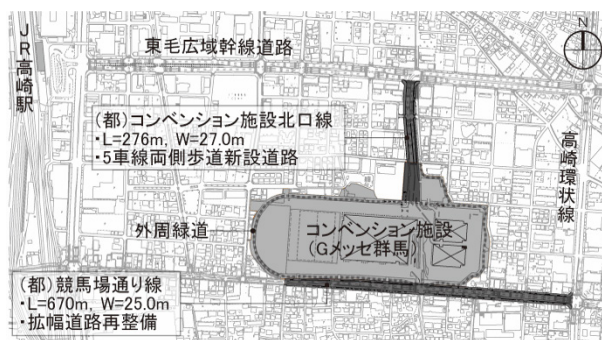 東毛広域幹線道路
N
JR高崎駅
(都)コンベンション施設北口線
・L=276m, W=27.0m
・5車線両側歩道新設道路
高崎環状線
外周緑道
コンベンション施設
(Gメッセ群馬)
(都)競馬場通り線
・L=670m, W=25.0m
・拡幅道路再整備